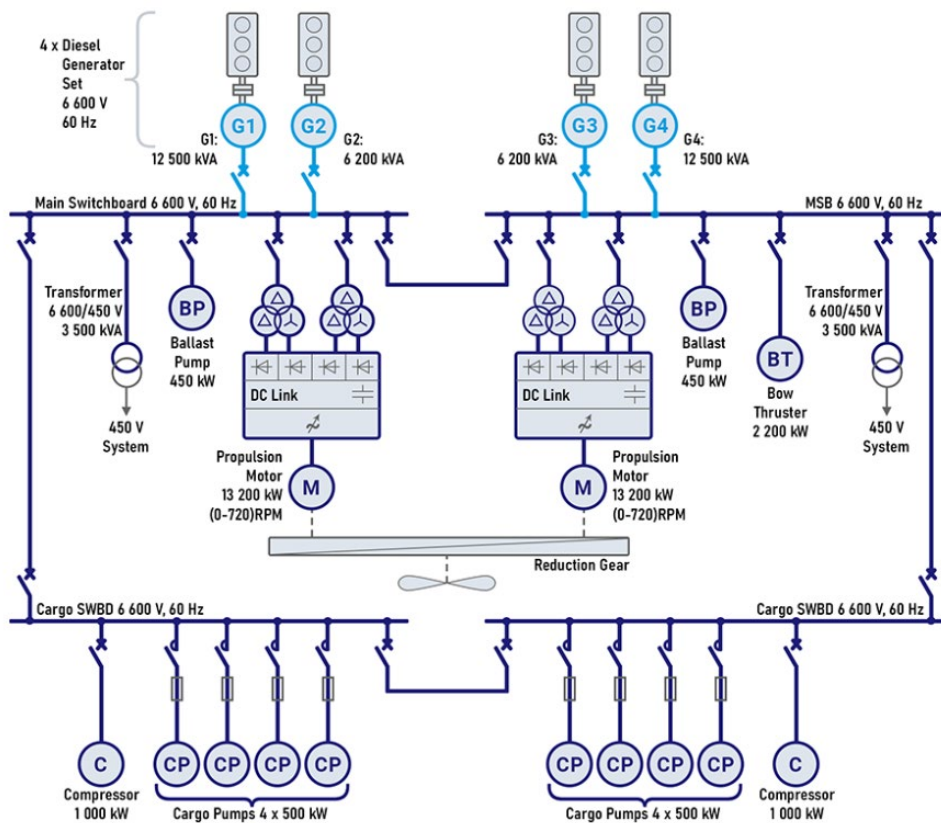 4 x Diesel
Generator
Set
6 600 V
60 Hz
G1
G2
G3
G4
G1:
12 500 kVA
G2:
6 200 kVA
G3:
6 200 kVA
G4:
12 500 kVA
Main Switchboard 6 600 V, 60 Hz
MSB 6 600 V, 60 Hz
Transformer
6 600/450 V
3 500 kVA
BP
Ballast
Pump
450 kW
DC Link
DC Link
BP
Ballast
Pump
450 kW
BT
Bow
Thruster
2 200 kW
Transformer
6 600/450 V
3 500 kVA
450 V
System
450 V
System
Propulsion
Motor
13 200 kW
(0-720)RPM
M
M
Propulsion
Motor
13 200 kW
(0-720)RPM
Reduction Gear
Cargo SWBD 6 600 V, 60 Hz
Cargo SWBD 6 600 V, 60 Hz
C
CP
CP
CP
CP
CP
CP
CP
CP
C
Compressor
1 000 kW
Cargo Pumps 4 x 500 kW
Cargo Pumps 4 x 500 kW
Compressor
1 000 kW